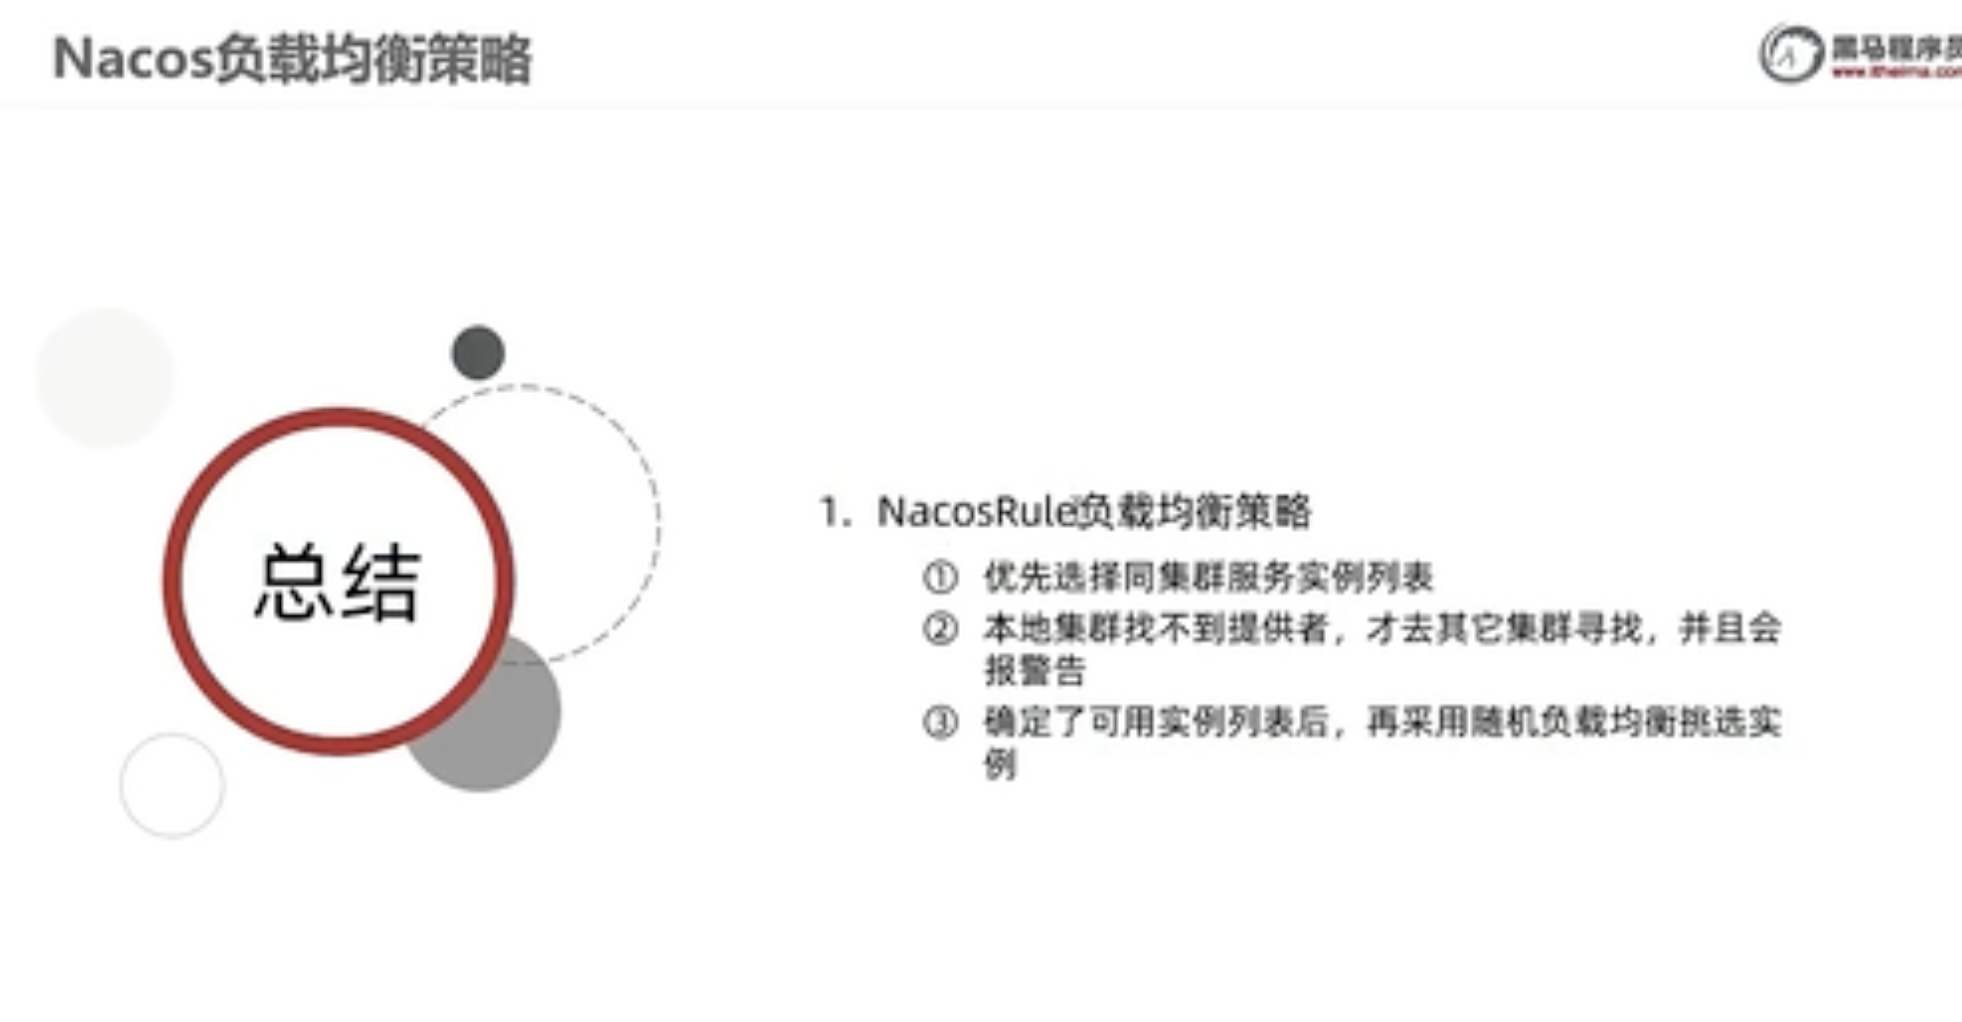 Nacos负载均衡策略
黑马程序员
www.itheima.com
总结
1. NacosRule负载均衡策略
① 优先选择同集群服务实例列表
② 本地集群找不到提供者，才去其它集群寻找，并且会
报警告
③ 确定了可用实例列表后，再采用随机负载均衡挑选实
例